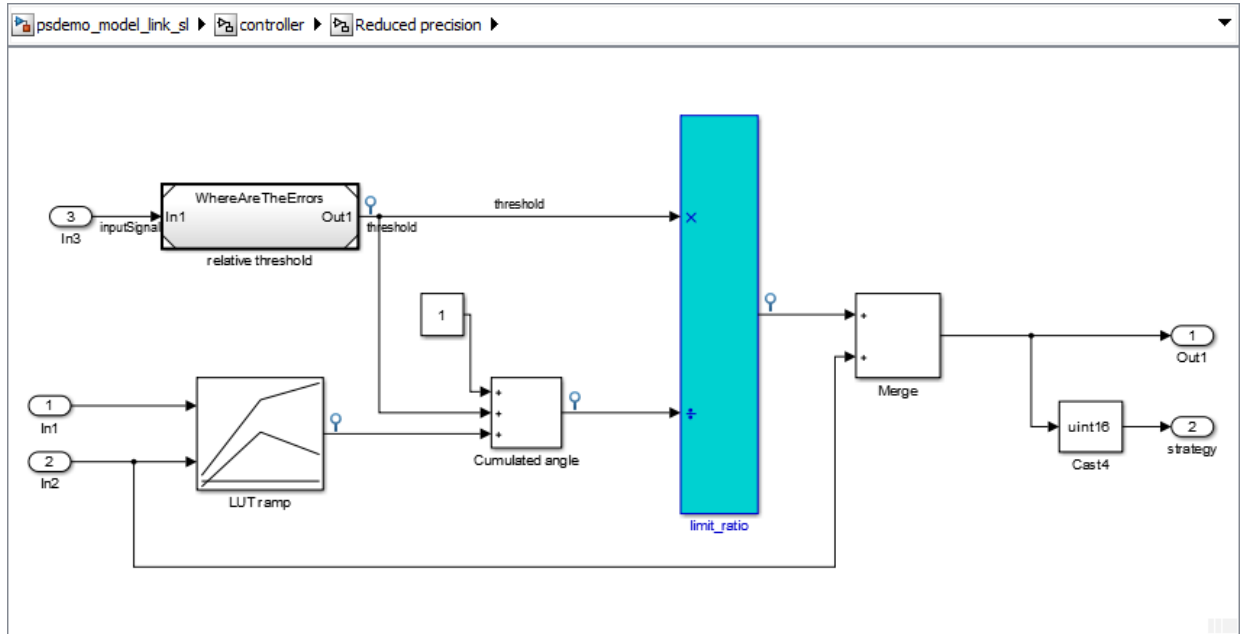 psdemo_model_link_sl controller Reduced precision
WhereAreTheErrors
In1
Out1
relative threshold
3
In3
inputSignal
threshold
threshold
1
1
In1
2
In2
LUT ramp
+
+
+
Cumulated angle
×
÷
limit_ratio
+
+
Merge
1
Out1
uint16
Cast4
2
strategy